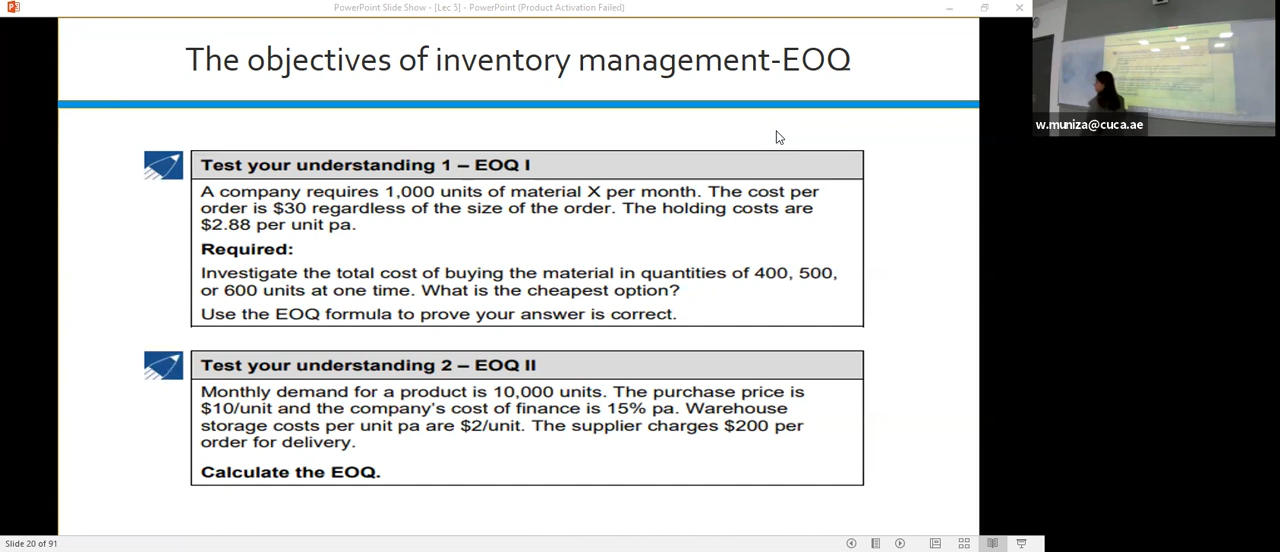 PowerPoint Slide Show - [Lec 3] - PowerPoint (Product Activation Failed)
The objectives of inventory management-EOQ
w.muniza@cuca.ae
Test your understanding 1 – EOQ I
A company requires 1,000 units of material X per month. The cost per
order is $30 regardless of the size of the order. The holding costs are
$2.88 per unit pa.
Required:
Investigate the total cost of buying the material in quantities of 400, 500,
or 600 units at one time. What is the cheapest option?
Use the EOQ formula to prove your answer is correct.
Test your understanding 2 – EOQ II
Monthly demand for a product is 10,000 units. The purchase price is
$10/unit and the company's cost of finance is 15% pa. Warehouse
storage costs per unit pa are $2/unit. The supplier charges $200 per
order for delivery.
Calculate the EOQ.
Slide 20 of 91